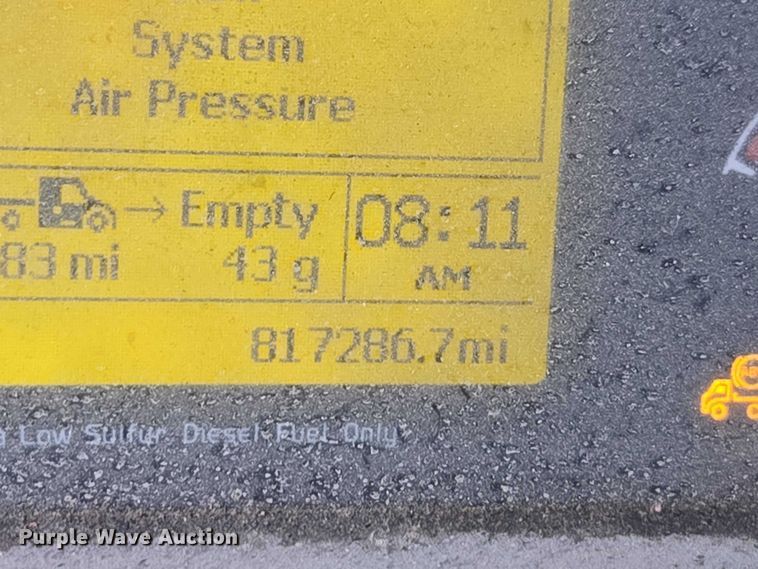 System
Air Pressure
→ Empty
83 mi 43 g
08:11
AM
817286.7mi
Low Sulfur Diesel Fuel Only
Purple Wave Auction